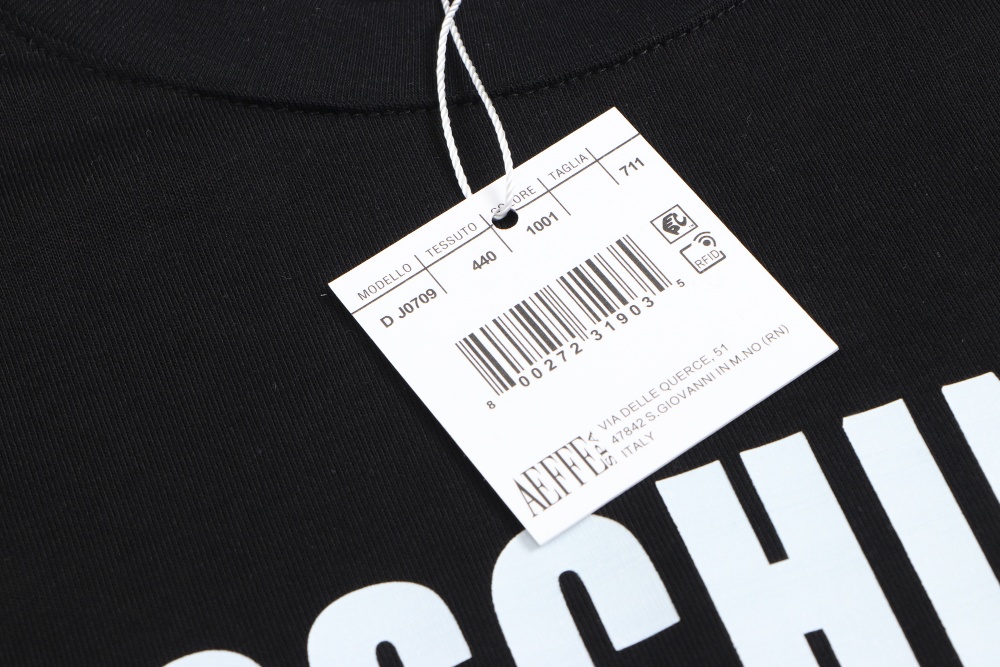 MODELLO TESSUTO COLORE TAGLIA
D J0709 440 1001 711
RFID
8 00272 31903 5
AEFFE SPA
VIA DELLE QUERCE, 51
47842 S.GIOVANNI IN M.NO (RN)
ITALY
SCHI